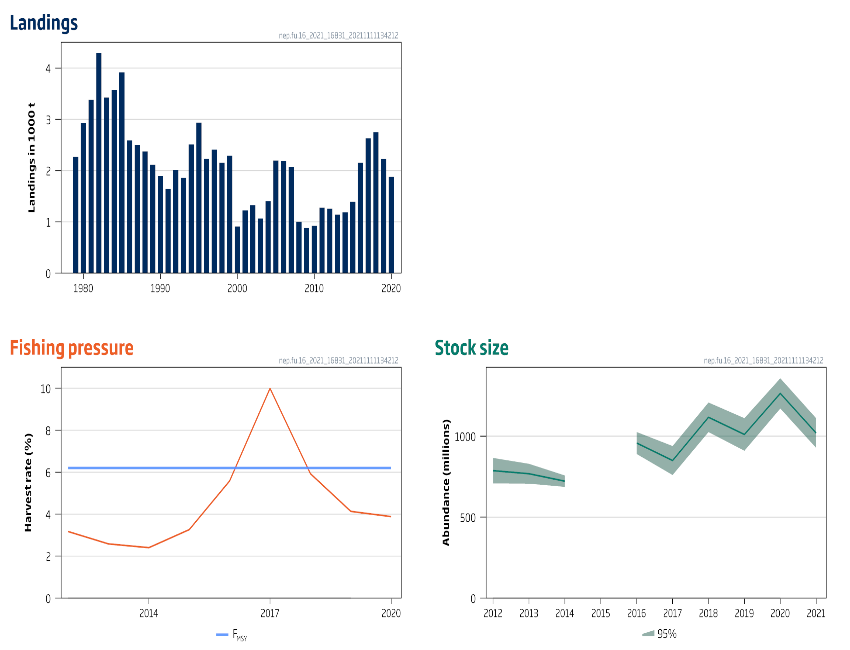 Landings
nep.fu.16_2021_16831_20211111134212
Landings in 1000 t
4
3
2
1
0
1980 1990 2000 2010 2020
Fishing pressure
nep.fu.16_2021_16831_20211111134212
Harvest rate (%)
10
8
6
4
2
0
2014 2017 2020
FMSY
Stock size
nep.fu.16_2021_16831_20211111134212
Abundance (millions)
1000
500
0
2012 2013 2014 2015 2016 2017 2018 2019 2020 2021
95%